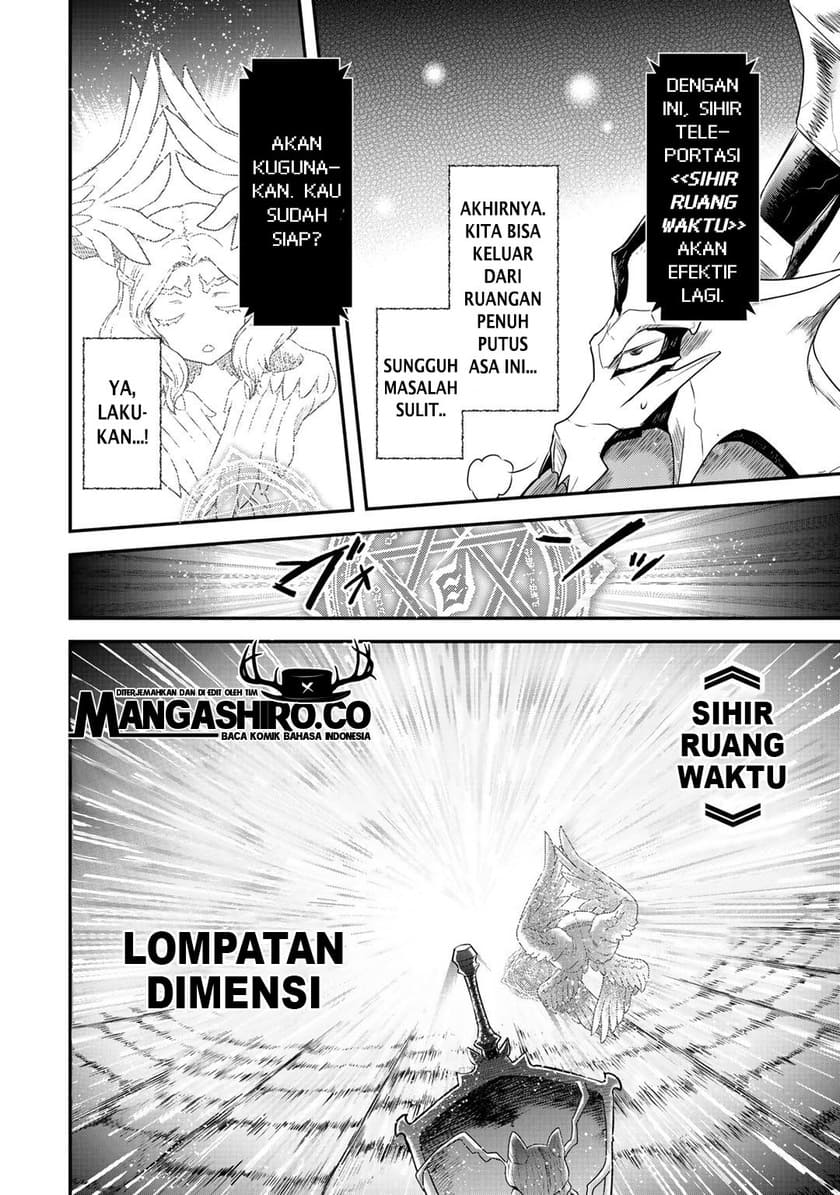 DENGAN
INI, SIHIR
TELE-
PORTASI
<<SIHIR
RUANG
WAKTU>>
AKAN
EFEKTIF
LAGI.
AKHIRNYA.
KITA BISA
KELUAR
DARI
RUANGAN
PENUH
PUTUS
ASA INI...
SUNGGUH
MASALAH
SULIT..
AKAN
KUGUNA-
KAN. KAU
SUDAH
SIAP?
YA,
LAKU-
KAN...!
ブッ
DITERJEMAHKAN DAN DI EDIT OLEH TIM
MANGASHIRO.CO
BACA KOMIK BAHASA INDONESIA
《
SIHIR
RUANG
WAKTU
》
LOMPATAN
DIMENSI